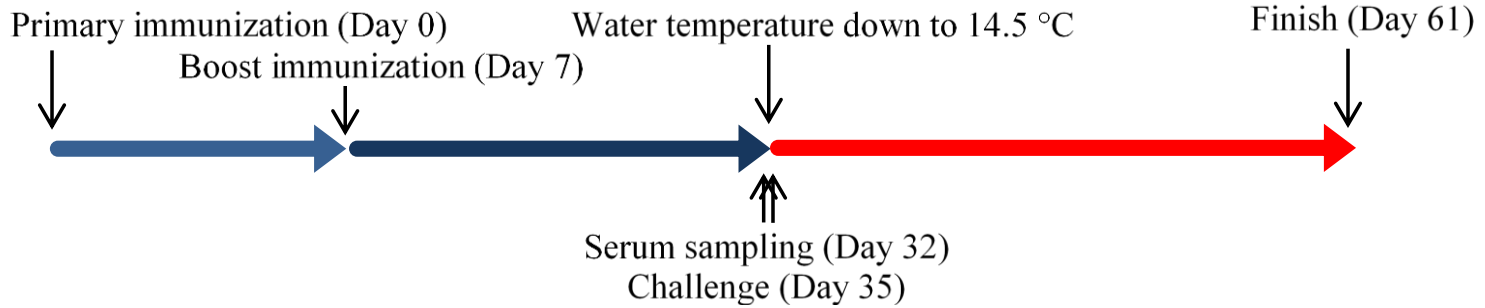 Primary immunization (Day 0)
Boost immunization (Day 7)
Water temperature down to 14.5 °C
Finish (Day 61)
Serum sampling (Day 32)
Challenge (Day 35)